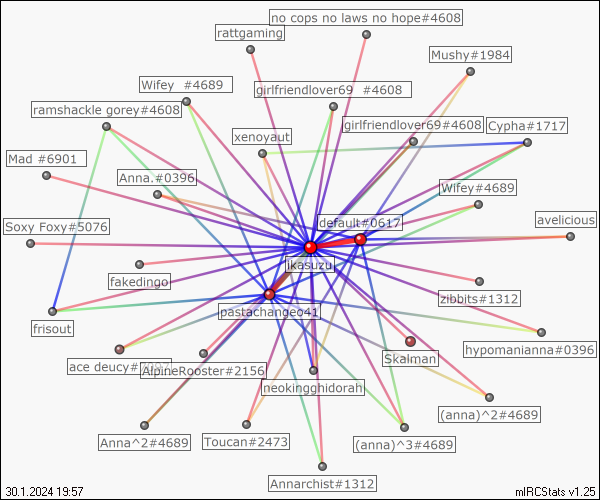 no cops no laws no hope#4608
rattgaming
Mushy#1984
Wifey #4689
girlfriendlover69 #4608
ramshackle gorey#4608
girlfriendlover69#4608
Cypha#1717
xenoyaut
Mad #6901
Anna.#0396
Wifey#4689
default#0617
avelicious
Soxy Foxy#5076
jkasuzu
fakedingo
zibbits#1312
pastachangeo41
frisout
hypomanianna#0396
Skalman
ace deucy#
AlpineRooster#2156
neokingghidorah
(anna)^2#4689
Anna^2#4689
Toucan#2473
(anna)^3#4689
Annarchist#1312
30.1.2024 19:57
mIRCStats v1.25